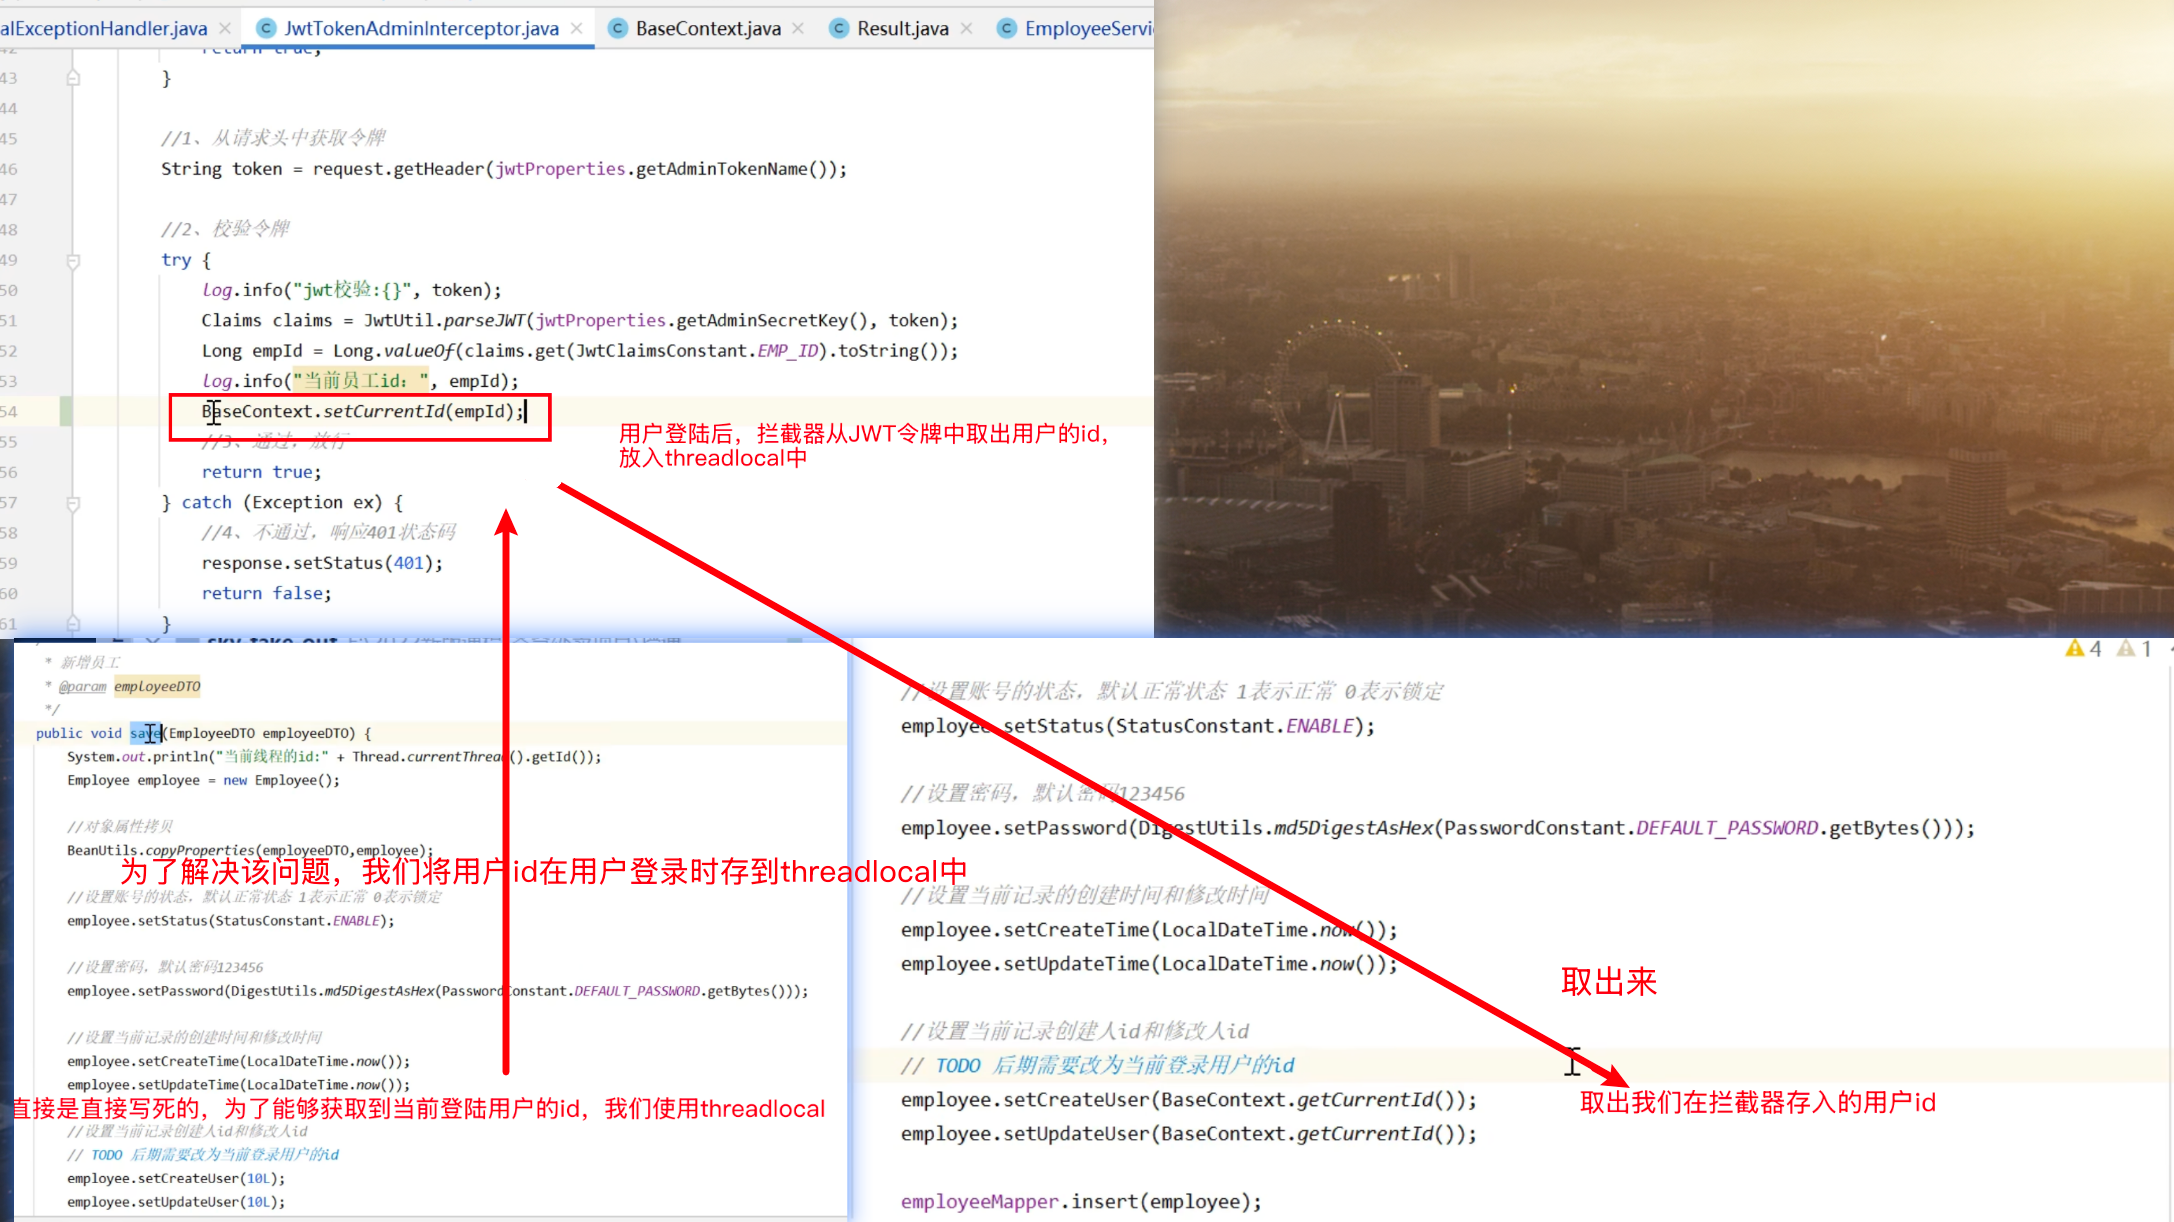 alExceptionHandler.java
JwtTokenAdminInterceptor.java
BaseContext.java
Result.java
EmployeeServi
42
return true;
43
}
44
45
//1、从请求头中获取令牌
46
String token = request.getHeader(jwtProperties.getAdminTokenName());
47
48
//2、校验令牌
49
try {
50
log.info("jwt校验:{}", token);
51
Claims claims = JwtUtil.parseJWT(jwtProperties.getAdminSecretKey(), token);
52
Long empId = Long.valueOf(claims.get(JwtClaimsConstant.EMP_ID).toString());
53
log.info("当前员工id：", empId);
54
BaseContext.setCurrentId(empId);
55
//3、通过，放行
56
return true;
57
} catch (Exception ex) {
58
//4、不通过，响应401状态码
59
response.setStatus(401);
60
return false;
61
}
用户登陆后，拦截器从JWT令牌中取出用户的id，
放入threadlocal中
sky-take-out
* 新增员工
* @param employeeDTO
*/
public void save(EmployeeDTO employeeDTO) {
System.out.println("当前线程的id:" + Thread.currentThread().getId());
Employee employee = new Employee();
//对象属性拷贝
BeanUtils.copyProperties(employeeDTO,employee);
为了解决该问题，我们将用户id在用户登录时存到threadlocal中
//设置账号的状态，默认正常状态 1表示正常 0表示锁定
employee.setStatus(StatusConstant.ENABLE);
//设置密码，默认密码123456
employee.setPassword(DigestUtils.md5DigestAsHex(PasswordConstant.DEFAULT_PASSWORD.getBytes()));
//设置当前记录的创建时间和修改时间
employee.setCreateTime(LocalDateTime.now());
employee.setUpdateTime(LocalDateTime.now());
直接是直接写死的，为了能够获取到当前登陆用户的id，我们使用threadlocal
//设置当前记录创建人id和修改人id
// TODO 后期需要改为当前登录用户的id
employee.setCreateUser(10L);
employee.setUpdateUser(10L);
4
1
//设置账号的状态，默认正常状态 1表示正常 0表示锁定
employee.setStatus(StatusConstant.ENABLE);
//设置密码，默认密码123456
employee.setPassword(DigestUtils.md5DigestAsHex(PasswordConstant.DEFAULT_PASSWORD.getBytes()));
//设置当前记录的创建时间和修改时间
employee.setCreateTime(LocalDateTime.now());
employee.setUpdateTime(LocalDateTime.now());
取出来
//设置当前记录创建人id和修改人id
// TODO 后期需要改为当前登录用户的id
employee.setCreateUser(BaseContext.getCurrentId());
取出我们在拦截器存入的用户id
employee.setUpdateUser(BaseContext.getCurrentId());
employeeMapper.insert(employee);